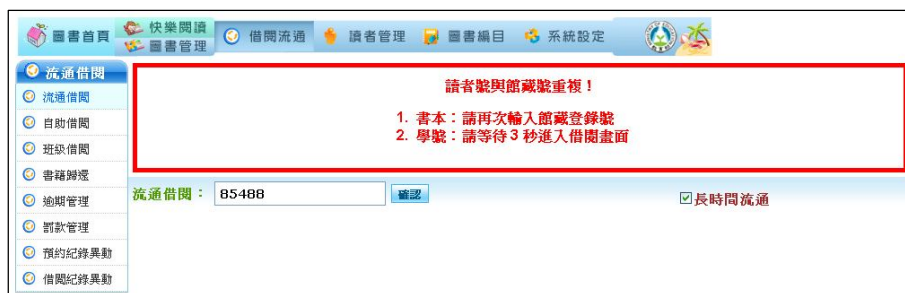 圖書首頁
快樂閱讀
圖書管理
借閱流通
讀者管理
圖書編目
系統設定
流通借閱
流通借閱
自助借閱
班級借閱
書籍歸還
逾期管理
罰款管理
預約紀錄異動
借閱紀錄異動
讀者號與館藏號重複！
1. 書本：請再次輸入館藏登錄號
2. 學號：請等待 3 秒進入借閱畫面
流通借閱： 85488 確認 長時間流通